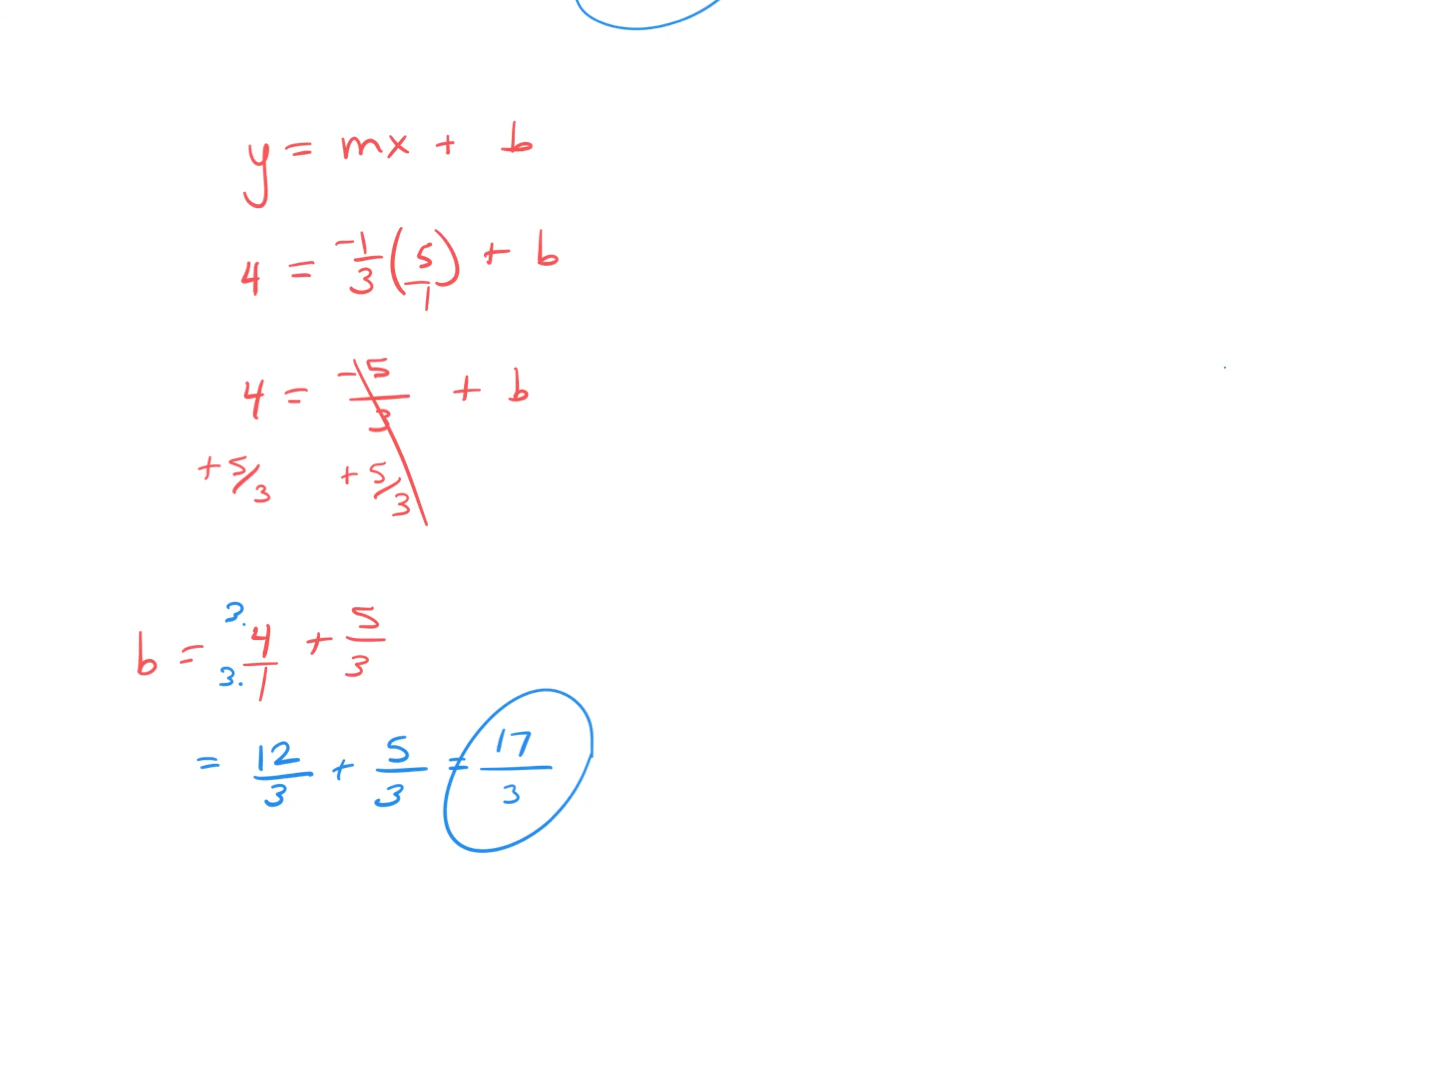 y = mx + b
4 = -1/3 (5/1) + b
4 = -5/3 + b
+5/3 +5/3
b = 3·4/3·1 + 5/3
= 12/3 + 5/3 = 17/3